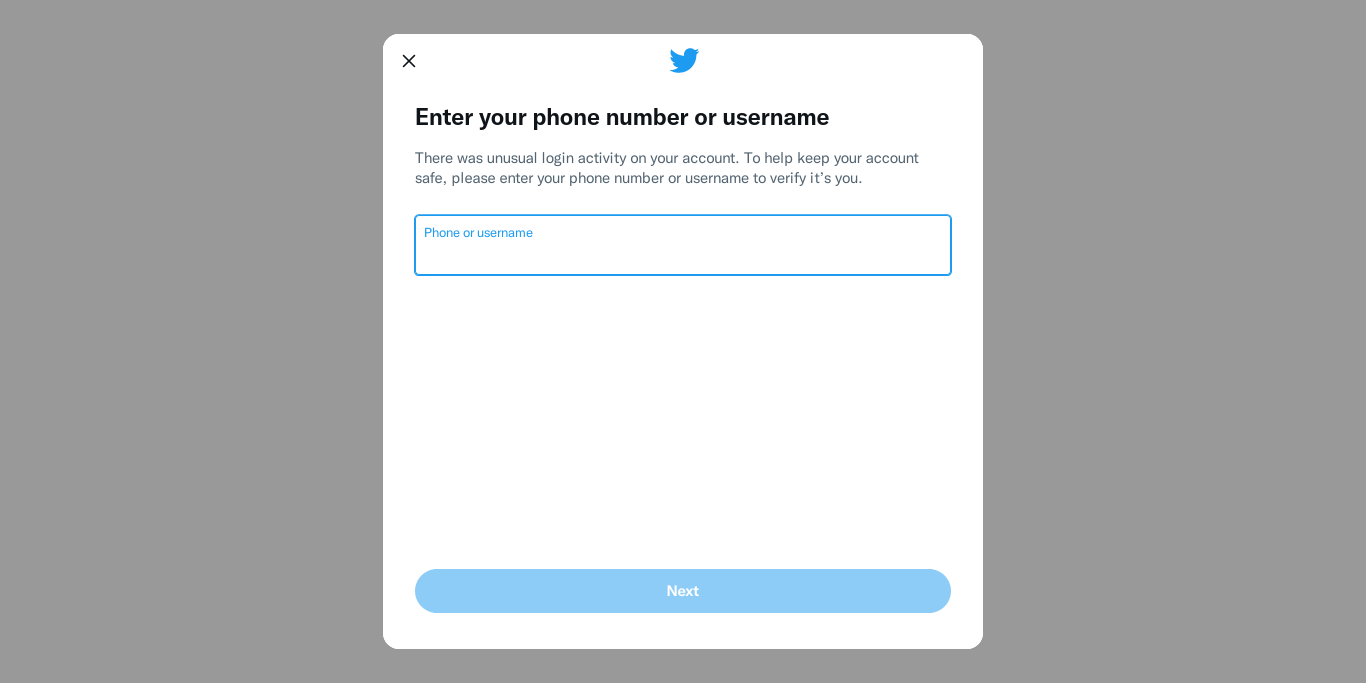 Enter your phone number or username
There was unusual login activity on your account. To help keep your account
safe, please enter your phone number or username to verify it’s you.
Phone or username
Next